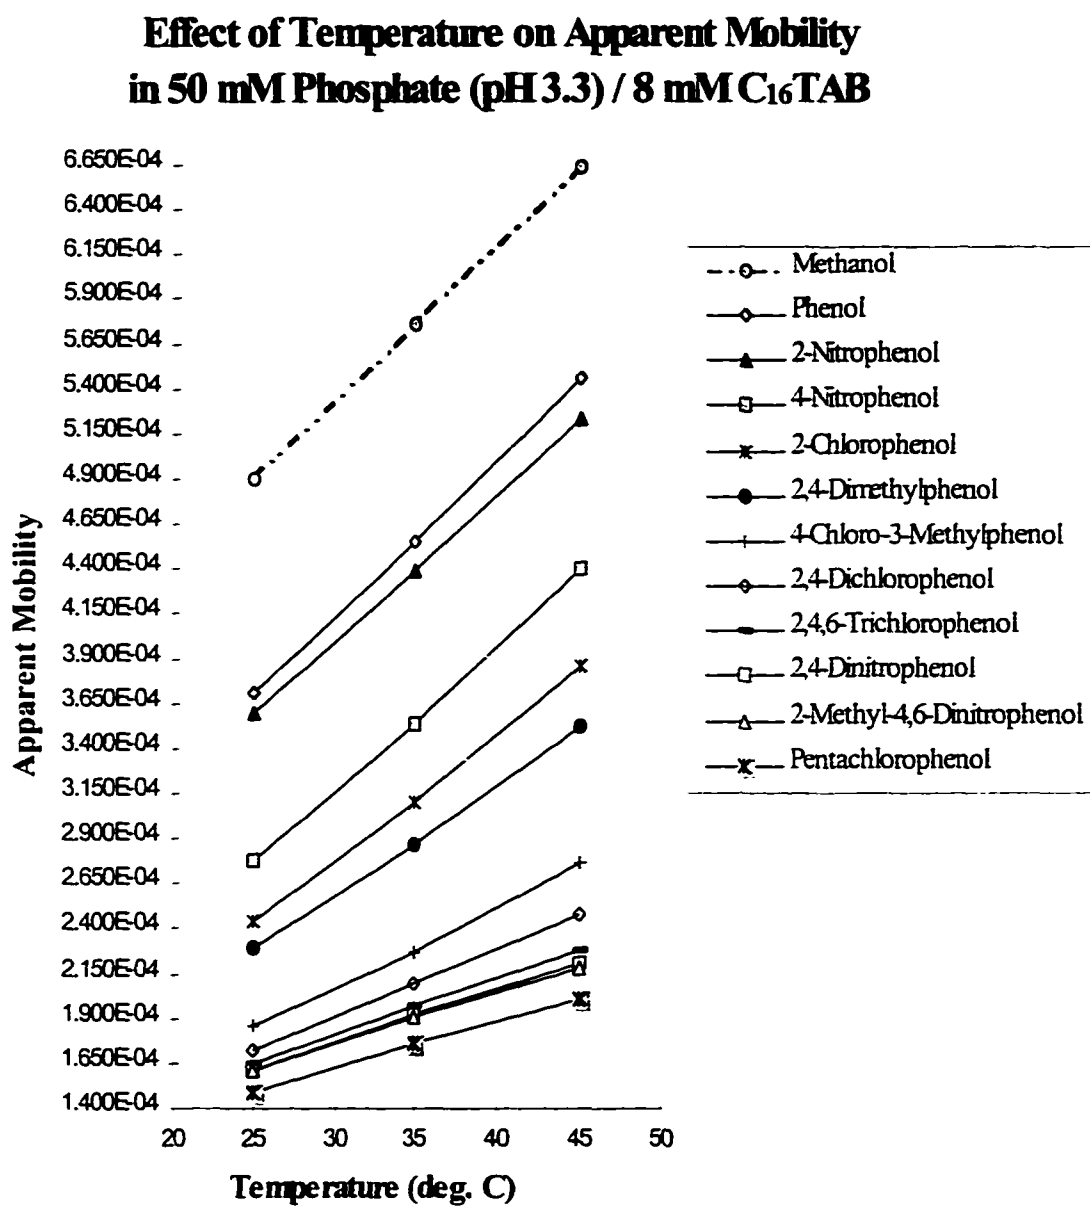 Effect of Temperature on Apparent Mobility
in 50 mM Phosphate (pH 3.3) / 8 mM C₁₆TAB
6.650E-04
6.400E-04
6.150E-04
5.900E-04
5.650E-04
5.400E-04
5.150E-04
4.900E-04
4.650E-04
4.400E-04
4.150E-04
3.900E-04
3.650E-04
3.400E-04
3.150E-04
2.900E-04
2.650E-04
2.400E-04
2.150E-04
1.900E-04
1.650E-04
1.400E-04
Apparent Mobility
20 25 30 35 40 45 50
Temperature (deg. C)
Methanol
Phenol
2-Nitrophenol
4-Nitrophenol
2-Chlorophenol
2,4-Dimethylphenol
4-Chloro-3-Methylphenol
2,4-Dichlorophenol
2,4,6-Trichlorophenol
2,4-Dinitrophenol
2-Methyl-4,6-Dinitrophenol
Pentachlorophenol